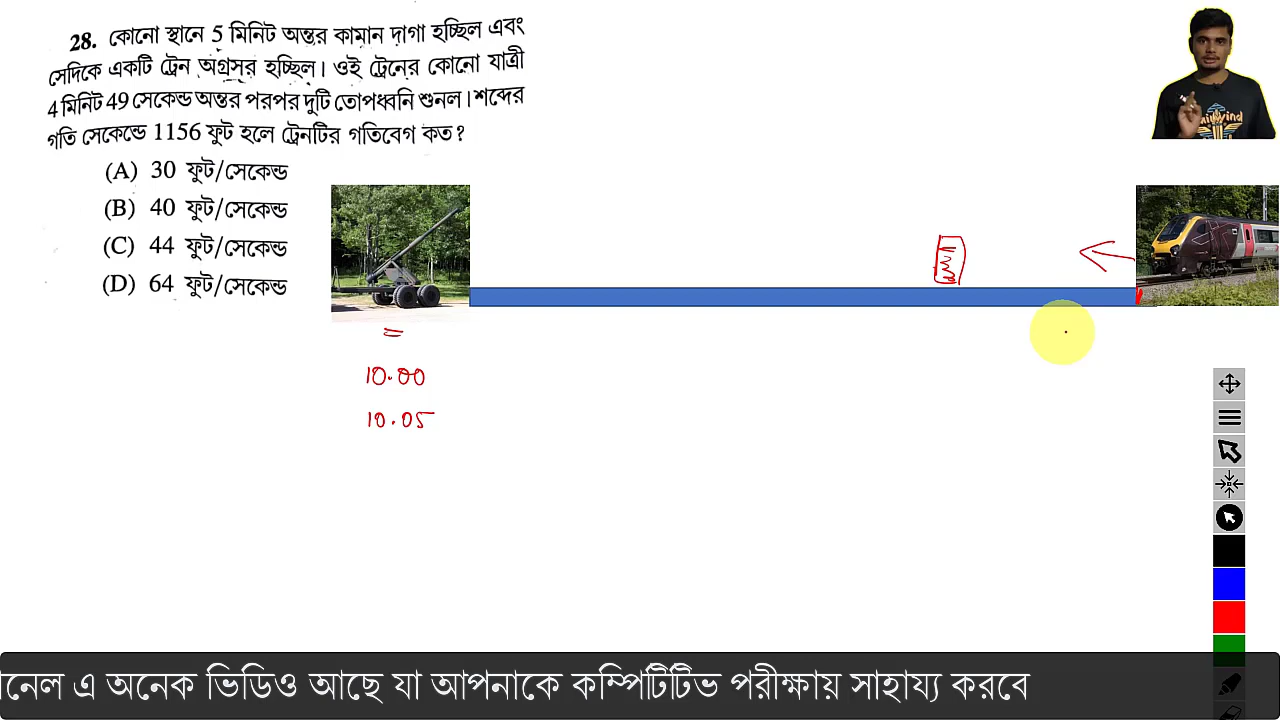 28. কোনো স্থানে 5 মিনিট অন্তর কামান দাগা হচ্ছিল এবং
সেদিকে একটি ট্রেন অগ্রসর হচ্ছিল। ওই ট্রেনের কোনো যাত্রী
4 মিনিট 49 সেকেন্ড অন্তর পরপর দুটি তোপধ্বনি শুনল। শব্দের
গতি সেকেন্ডে 1156 ফুট হলে ট্রেনটির গতিবেগ কত?
(A) 30 ফুট/সেকেন্ড
(B) 40 ফুট/সেকেন্ড
(C) 44 ফুট/সেকেন্ড
(D) 64 ফুট/সেকেন্ড
=
10.00
10.05
নেল এ অনেক ভিডিও আছে যা আপনাকে কম্পিটিটিভ পরীক্ষায় সাহায্য করবে